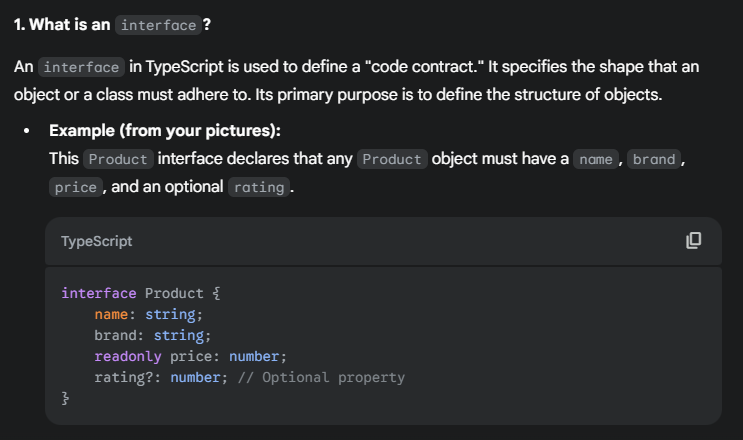 1. What is an interface?
An interface in TypeScript is used to define a "code contract." It specifies the shape that an
object or a class must adhere to. Its primary purpose is to define the structure of objects.
• Example (from your pictures):
This Product interface declares that any Product object must have a name, brand,
price, and an optional rating.
TypeScript
interface Product {
    name: string;
    brand: string;
    readonly price: number;
    rating?: number; // Optional property
}